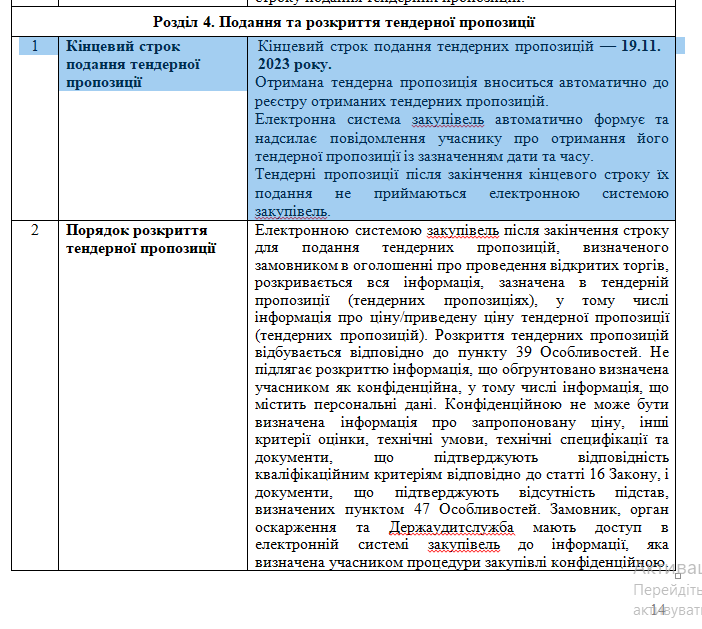 Розділ 4. Подання та розкриття тендерної пропозиції
1
Кінцевий строк
подання тендерної
пропозиції
Кінцевий строк подання тендерних пропозицій — 19.11.
2023 року.
Отримана тендерна пропозиція вноситься автоматично до
реєстру отриманих тендерних пропозицій.
Електронна система закупівель автоматично формує та
надсилає повідомлення учаснику про отримання його
тендерної пропозиції із зазначенням дати та часу.
Тендерні пропозиції після закінчення кінцевого строку їх
подання не приймаються електронною системою
закупівель.
2
Порядок розкриття
тендерної пропозиції
Електронною системою закупівель після закінчення строку
для подання тендерних пропозицій, визначеного
замовником в оголошенні про проведення відкритих торгів,
розкривається вся інформація, зазначена в тендерній
пропозиції (тендерних пропозиціях), у тому числі
інформація про ціну/приведену ціну тендерної пропозиції
(тендерних пропозицій). Розкриття тендерних пропозицій
відбувається відповідно до пункту 39 Особливостей. Не
підлягає розкриттю інформація, що обґрунтовано визначена
учасником як конфіденційна, у тому числі інформація, що
містить персональні дані. Конфіденційною не може бути
визначена інформація про запропоновану ціну, інші
критерії оцінки, технічні умови, технічні специфікації та
документи, що підтверджують відповідність
кваліфікаційним критеріям відповідно до статті 16 Закону, і
документи, що підтверджують відсутність підстав,
визначених пунктом 47 Особливостей. Замовник, орган
оскарження та Держаудитслужба мають доступ в
електронній системі закупівель до інформації, яка
визначена учасником процедури закупівлі конфіденційною.
Перейдіть
14